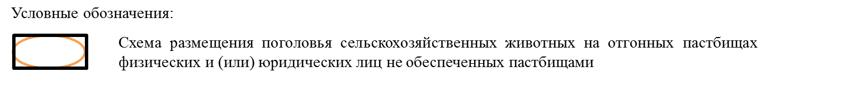 Условные обозначения:
Схема размещения поголовья сельскохозяйственных животных на отгонных пастбищах
физических и (или) юридических лиц не обеспеченных пастбищами